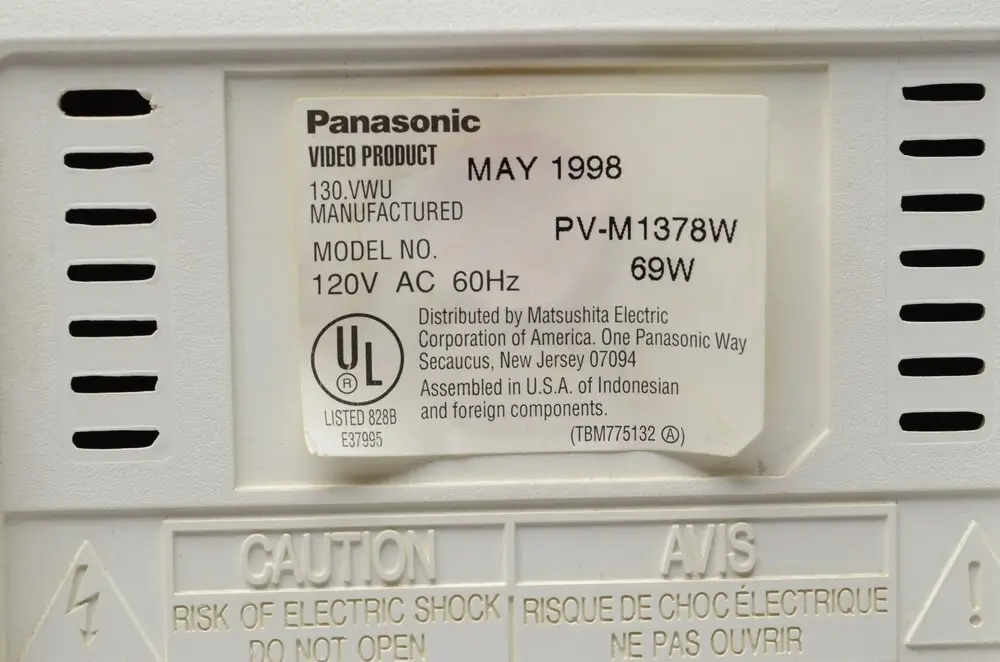 Panasonic
VIDEO PRODUCT
MAY 1998
130.VWU
MANUFACTURED
PV-M1378W
MODEL NO.
69W
120V AC 60Hz
Distributed by Matsushita Electric
Corporation of America. One Panasonic Way
Secaucus, New Jersey 07094
Assembled in U.S.A. of Indonesian
and foreign components.
UL
®
LISTED 828B
E37995
(TBM775132 Ⓐ)
CAUTION
RISK OF ELECTRIC SHOCK
DO NOT OPEN
AVIS
RISQUE DE CHOC ÉLECTRIQUE
NE PAS OUVRIR
!